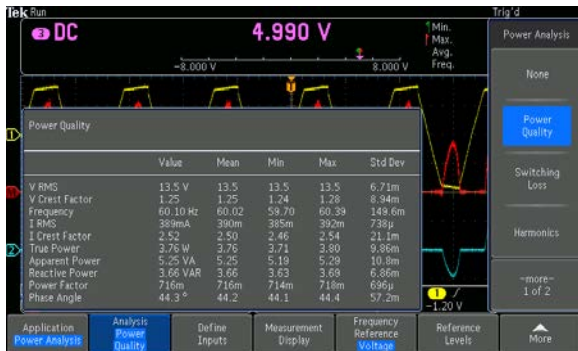 Tek Run
Trig'd
3 DC
4.990 V
Min.
Max.
Avg.
Freq.
-8.000 V
8.000 V
Power Analysis
None
Power
Quality
Switching
Loss
Harmonics
-more-
1 of 2
Power Quality
Value Mean Min Max Std Dev
V RMS 13.5 V 13.5 13.5 13.5 6.71m
V Crest Factor 1.25 1.25 1.24 1.28 8.94m
Frequency 60.10 Hz 60.02 59.70 60.39 149.6m
I RMS 389mA 390m 385m 392m 738µ
I Crest Factor 2.52 2.50 2.46 2.54 21.1m
True Power 3.76 W 3.76 3.71 3.80 9.86m
Apparent Power 5.25 VA 5.25 5.19 5.29 10.8m
Reactive Power 3.66 VAR 3.66 3.63 3.69 6.86m
Power Factor 716m 716m 714m 718m 696µ
Phase Angle 44.3 ° 44.2 44.1 44.4 57.2m
1
2
1
-1.20 V
Application
Power Analysis
Analysis
Power
Quality
Define
Inputs
Measurement
Display
Frequency
Reference
Voltage
Reference
Levels
More